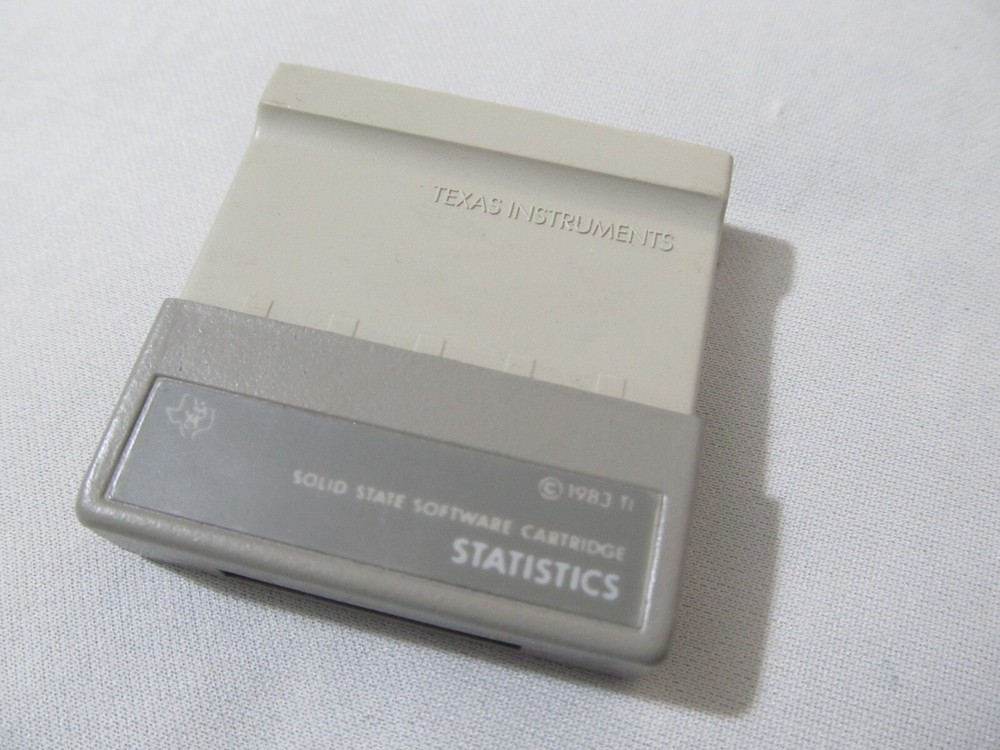 TEXAS INSTRUMENTS
© 1983 TI
SOLID STATE SOFTWARE CARTRIDGE
STATISTICS